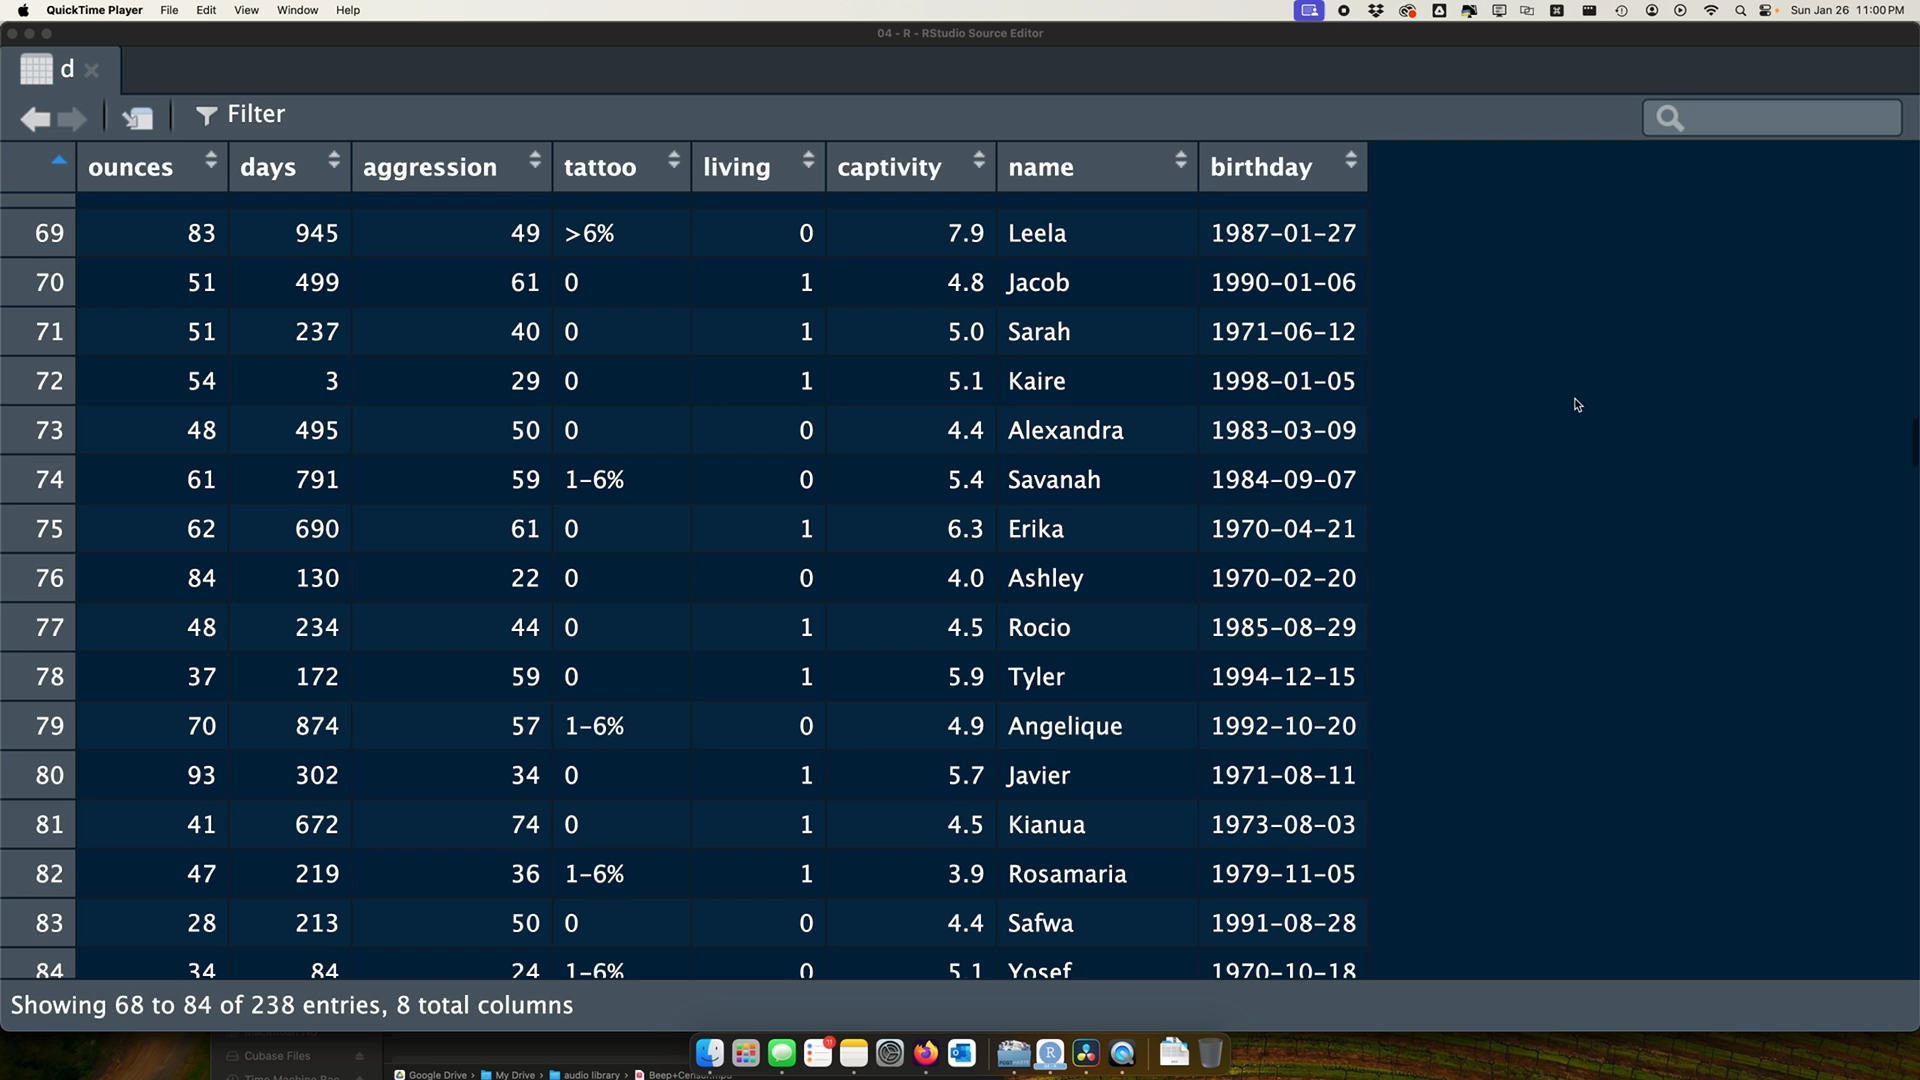 QuickTime Player File Edit View Window Help Sun Jan 26 11:00 PM
04 - R - RStudio Source Editor
d
Filter
ounces days aggression tattoo living captivity name birthday
69 83 945 49 >6% 0 7.9 Leela 1987-01-27
70 51 499 61 0 1 4.8 Jacob 1990-01-06
71 51 237 40 0 1 5.0 Sarah 1971-06-12
72 54 3 29 0 1 5.1 Kaire 1998-01-05
73 48 495 50 0 0 4.4 Alexandra 1983-03-09
74 61 791 59 1-6% 0 5.4 Savanah 1984-09-07
75 62 690 61 0 1 6.3 Erika 1970-04-21
76 84 130 22 0 0 4.0 Ashley 1970-02-20
77 48 234 44 0 1 4.5 Rocio 1985-08-29
78 37 172 59 0 1 5.9 Tyler 1994-12-15
79 70 874 57 1-6% 0 4.9 Angelique 1992-10-20
80 93 302 34 0 1 5.7 Javier 1971-08-11
81 41 672 74 0 1 4.5 Kianua 1973-08-03
82 47 219 36 1-6% 1 3.9 Rosamaria 1979-11-05
83 28 213 50 0 0 4.4 Safwa 1991-08-28
84 34 84 24 1-6% 0 5.1 Yosef 1970-10-18
Showing 68 to 84 of 238 entries, 8 total columns
Cubase Files
11
Google Drive › My Drive › audio library ›